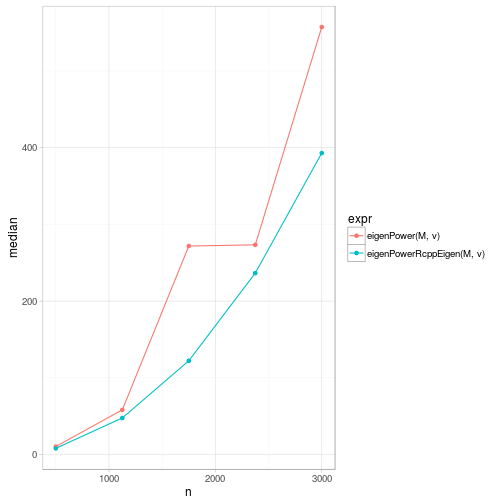 median
400
200
0
1000
2000
3000
n
expr
eigenPower(M, v)
eigenPowerRcppEigen(M, v)